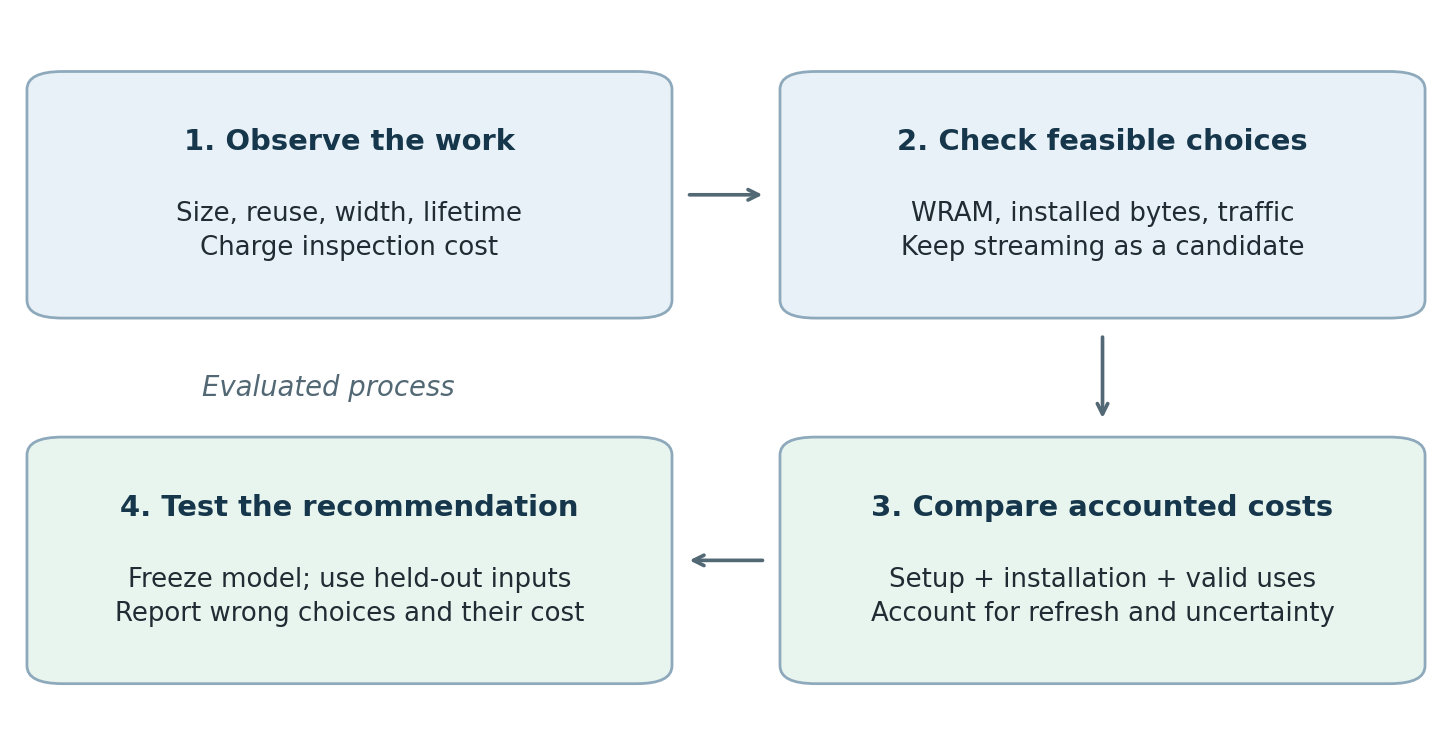 1. Observe the work
Size, reuse, width, lifetime
Charge inspection cost
2. Check feasible choices
WRAM, installed bytes, traffic
Keep streaming as a candidate
Evaluated process
3. Compare accounted costs
Setup + installation + valid uses
Account for refresh and uncertainty
4. Test the recommendation
Freeze model; use held-out inputs
Report wrong choices and their cost